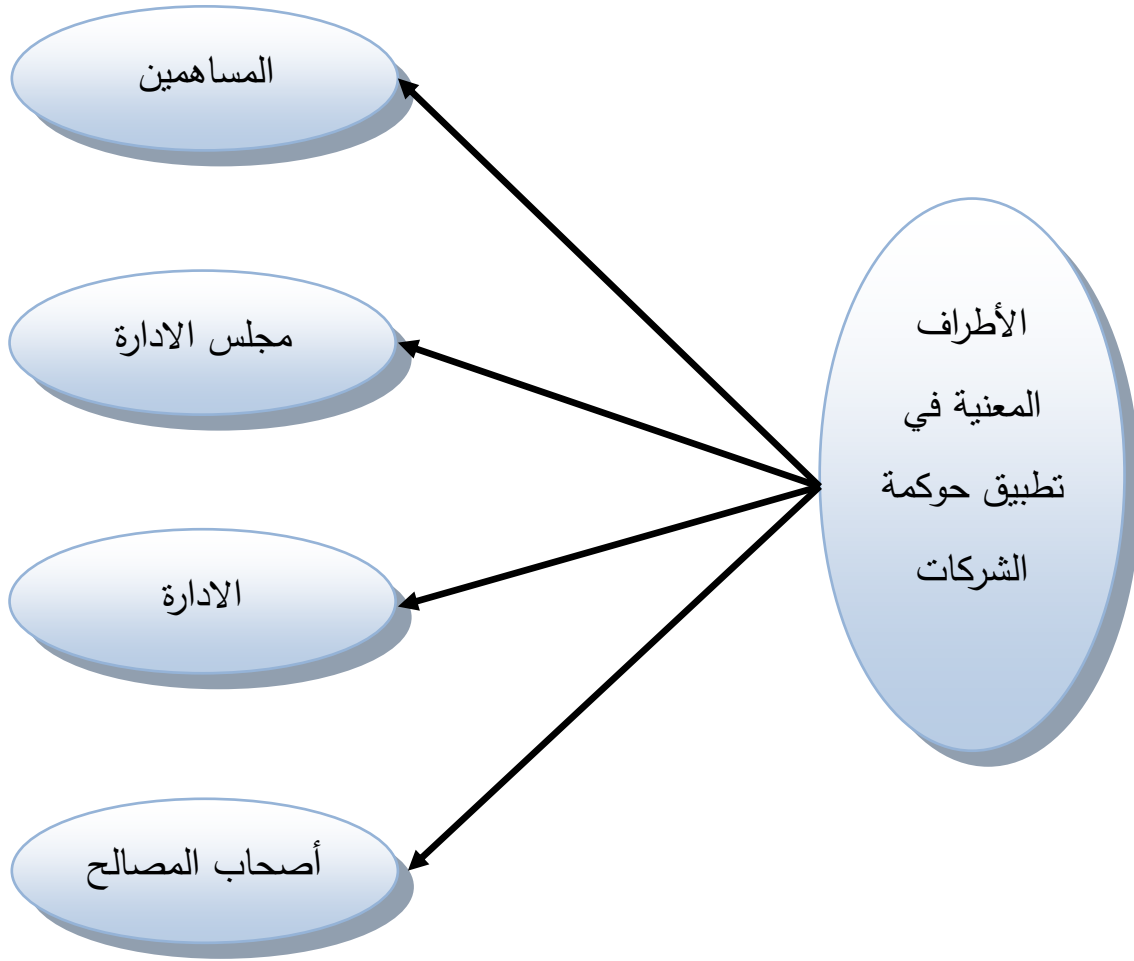 الأطراف
المعنية في
تطبيق حوكمة
الشركات
المساهمين
مجلس الادارة
الادارة
أصحاب المصالح